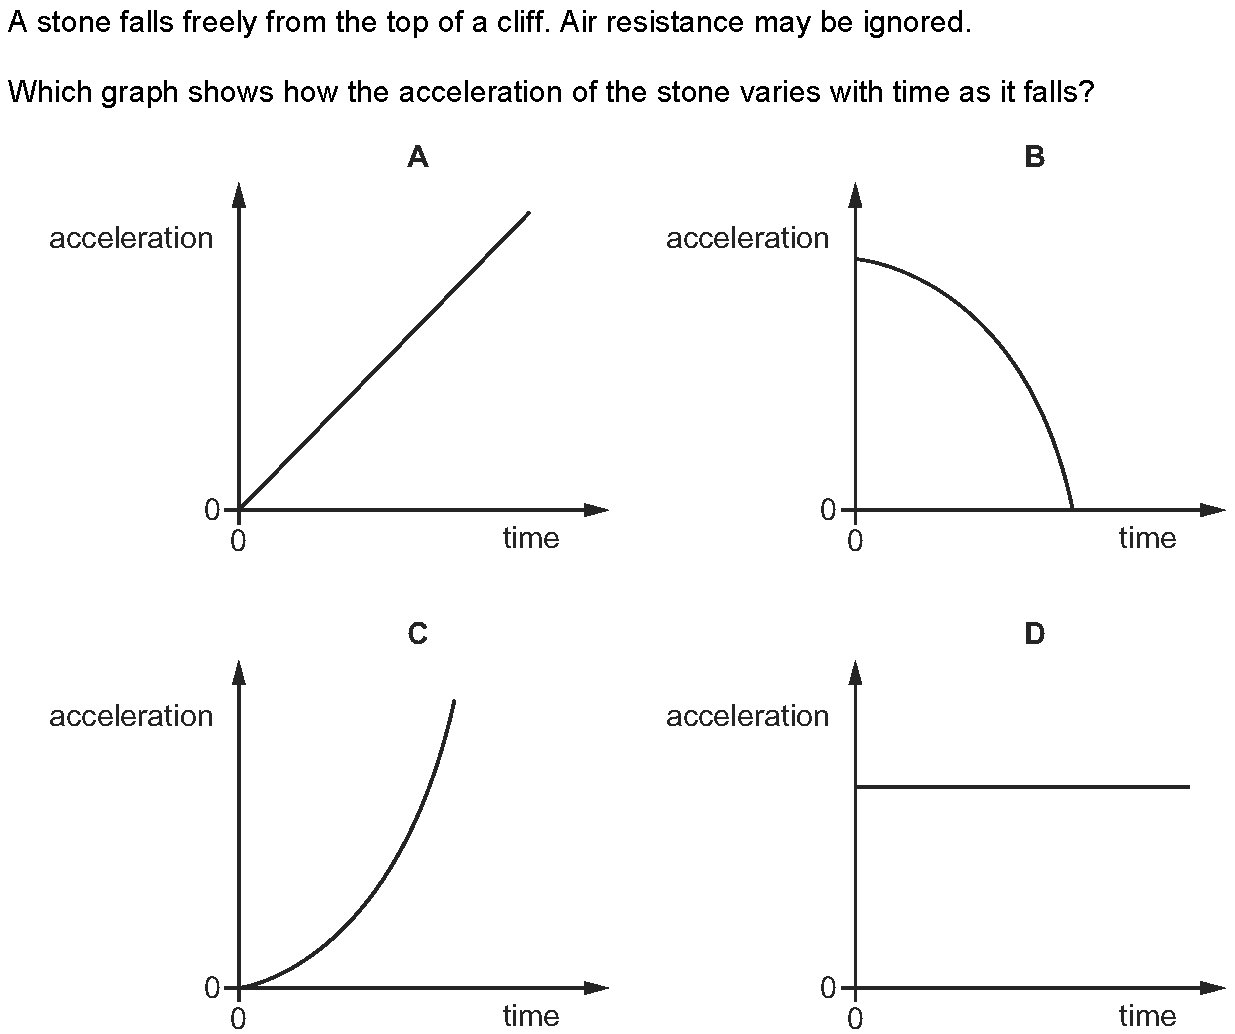 A stone falls freely from the top of a cliff. Air resistance may be ignored.
Which graph shows how the acceleration of the stone varies with time as it falls?
A
acceleration
0
0
time
B
acceleration
0
0
time
C
acceleration
0
0
time
D
acceleration
0
0
time